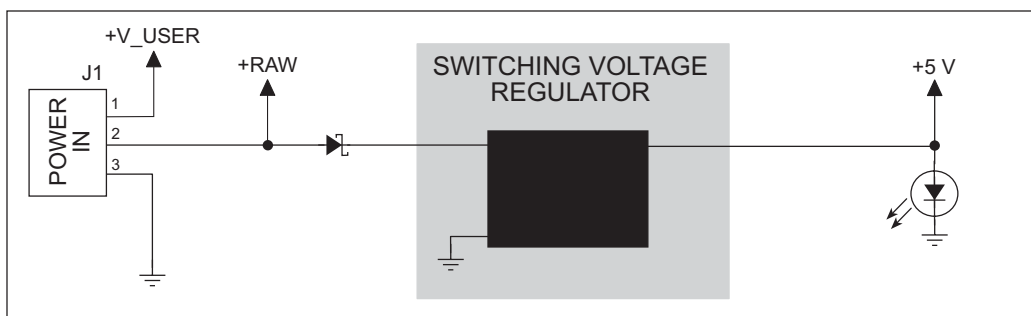 +V_USER
J1
POWER
IN
1
2
3
+RAW
SWITCHING VOLTAGE
REGULATOR
+5 V